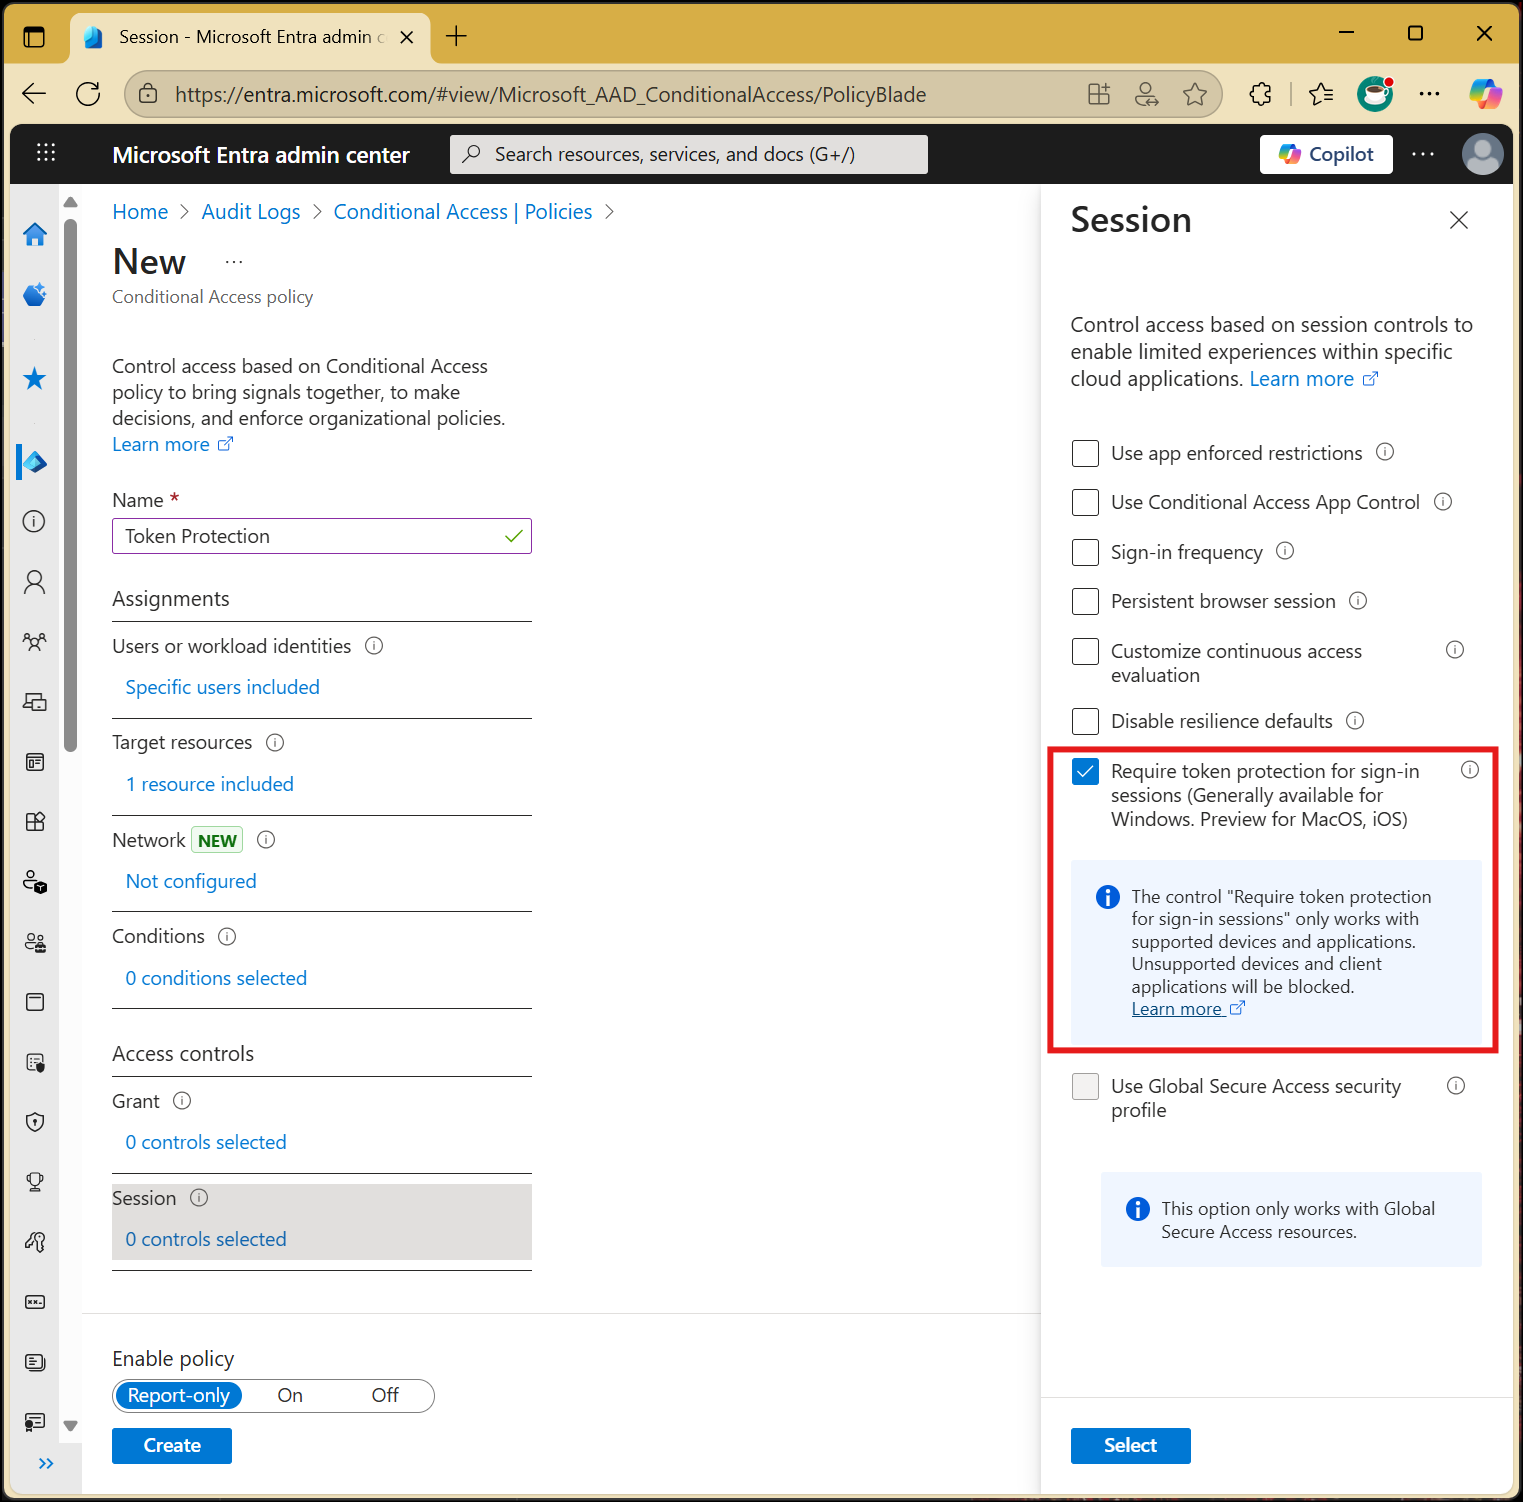 Session - Microsoft Entra admin c
https://entra.microsoft.com/#view/Microsoft_AAD_ConditionalAccess/PolicyBlade
Microsoft Entra admin center
Search resources, services, and docs (G+/)
Copilot
Home > Audit Logs > Conditional Access | Policies >
New
Conditional Access policy
Control access based on Conditional Access
policy to bring signals together, to make
decisions, and enforce organizational policies.
Learn more
Name *
Token Protection
Assignments
Users or workload identities
Specific users included
Target resources
1 resource included
Network NEW
Not configured
Conditions
0 conditions selected
Access controls
Grant
0 controls selected
Session
0 controls selected
Enable policy
Report-only On Off
Create
Session
Control access based on session controls to
enable limited experiences within specific
cloud applications. Learn more
Use app enforced restrictions
Use Conditional Access App Control
Sign-in frequency
Persistent browser session
Customize continuous access
evaluation
Disable resilience defaults
Require token protection for sign-in
sessions (Generally available for
Windows. Preview for MacOS, iOS)
The control "Require token protection
for sign-in sessions" only works with
supported devices and applications.
Unsupported devices and client
applications will be blocked.
Learn more
Use Global Secure Access security
profile
This option only works with Global
Secure Access resources.
Select